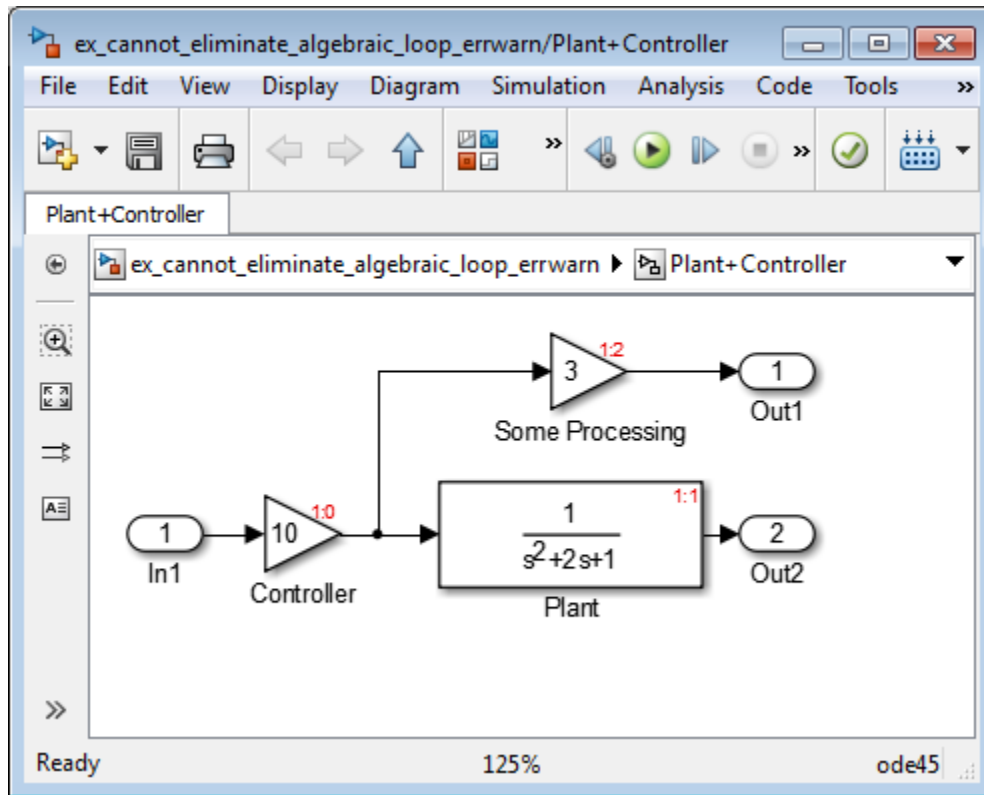 ex_cannot_eliminate_algebraic_loop_errwarn/Plant+Controller
File Edit View Display Diagram Simulation Analysis Code Tools »
Plant+Controller
ex_cannot_eliminate_algebraic_loop_errwarn Plant+Controller
1:2
3
1
Out1
Some Processing
1:1
1:0
1
10
1
s²+2s+1
2
In1
Out2
Controller
Plant
Ready 125% ode45